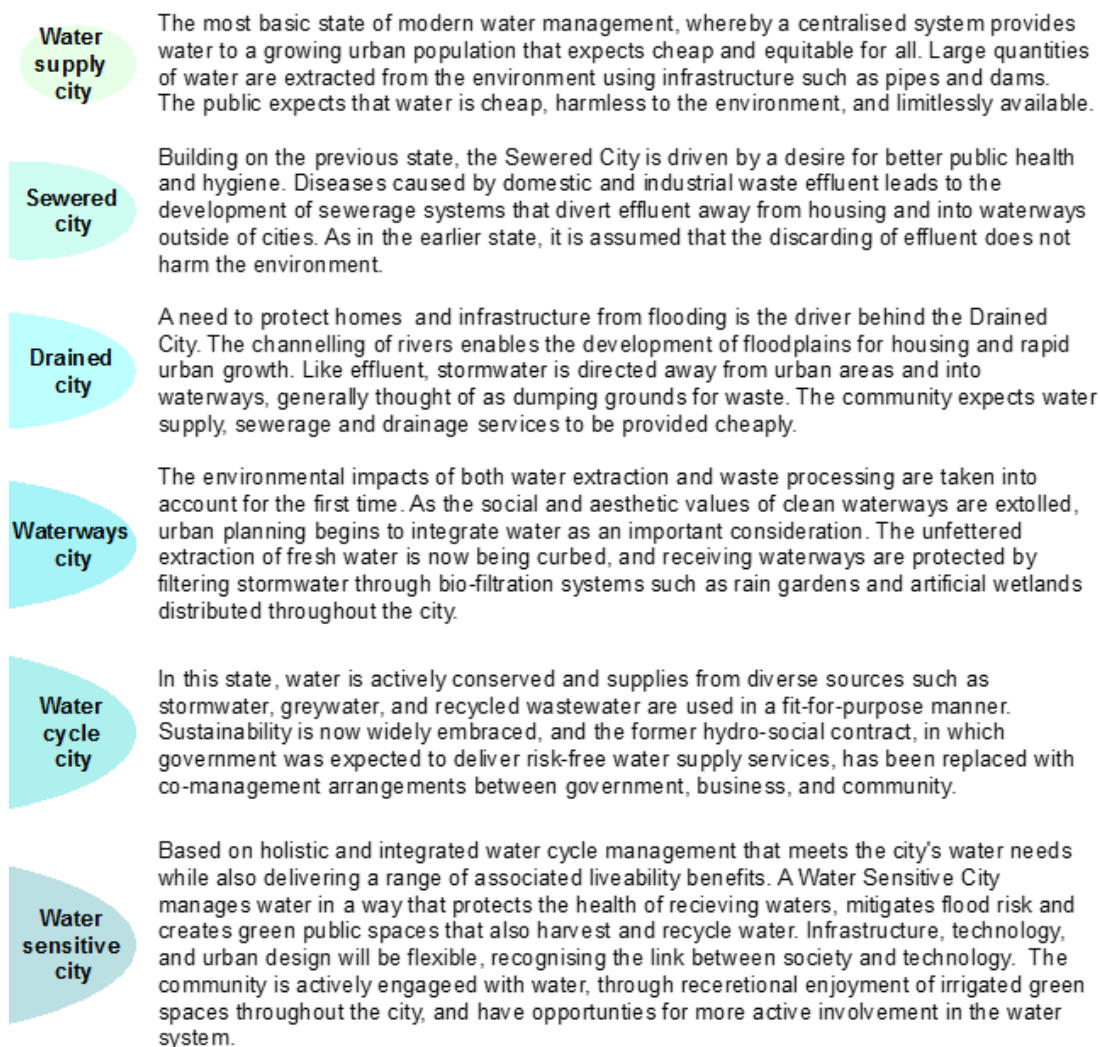 Water
supply
city
The most basic state of modern water management, whereby a centralised system provides
water to a growing urban population that expects cheap and equitable for all. Large quantities
of water are extracted from the environment using infrastructure such as pipes and dams.
The public expects that water is cheap, harmless to the environment, and limitlessly available.
Sewered
city
Building on the previous state, the Sewered City is driven by a desire for better public health
and hygiene. Diseases caused by domestic and industrial waste effluent leads to the
development of sewerage systems that divert effluent away from housing and into waterways
outside of cities. As in the earlier state, it is assumed that the discarding of effluent does not
harm the environment.
Drained
city
A need to protect homes and infrastructure from flooding is the driver behind the Drained
City. The channelling of rivers enables the development of floodplains for housing and rapid
urban growth. Like effluent, stormwater is directed away from urban areas and into
waterways, generally thought of as dumping grounds for waste. The community expects water
supply, sewerage and drainage services to be provided cheaply.
Waterways
city
The environmental impacts of both water extraction and waste processing are taken into
account for the first time. As the social and aesthetic values of clean waterways are extolled,
urban planning begins to integrate water as an important consideration. The unfettered
extraction of fresh water is now being curbed, and receiving waterways are protected by
filtering stormwater through bio-filtration systems such as rain gardens and artificial wetlands
distributed throughout the city.
Water
cycle
city
In this state, water is actively conserved and supplies from diverse sources such as
stormwater, greywater, and recycled wastewater are used in a fit-for-purpose manner.
Sustainability is now widely embraced, and the former hydro-social contract, in which
government was expected to deliver risk-free water supply services, has been replaced with
co-management arrangements between government, business, and community.
Water
sensitive
city
Based on holistic and integrated water cycle management that meets the city's water needs
while also delivering a range of associated liveability benefits. A Water Sensitive City
manages water in a way that protects the health of recieving waters, mitigates flood risk and
creates green public spaces that also harvest and recycle water. Infrastructure, technology,
and urban design will be flexible, recognising the link between society and technology. The
community is actively engageed with water, through receretional enjoyment of irrigated green
spaces throughout the city, and have opportunties for more active involvement in the water
system.